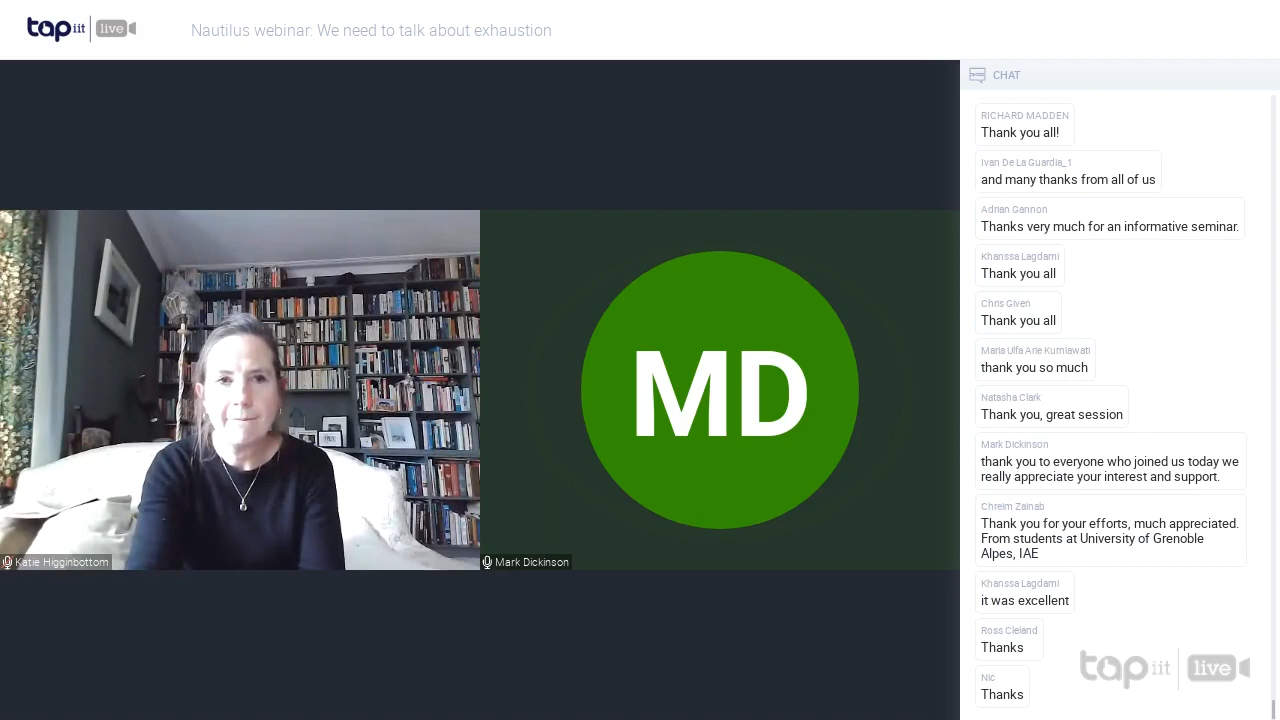 tap iit live
Nautilus webinar: We need to talk about exhaustion
CHAT
RICHARD MADDEN
Thank you all!
Ivan De La Guardia_1
and many thanks from all of us
Adrian Gannon
Thanks very much for an informative seminar.
Khanssa Lagdami
Thank you all
Chris Given
Thank you all
Maria Ulfa Arie Kurniawati
thank you so much
Natasha Clark
Thank you, great session
Mark Dickinson
thank you to everyone who joined us today we
really appreciate your interest and support.
Chreim Zainab
Thank you for your efforts, much appreciated.
From students at University of Grenoble
Alpes, IAE
Khanssa Lagdami
it was excellent
Ross Cleland
Thanks
Nic
Thanks
MD
Katie Higginbottom
Mark Dickinson
tap iit live